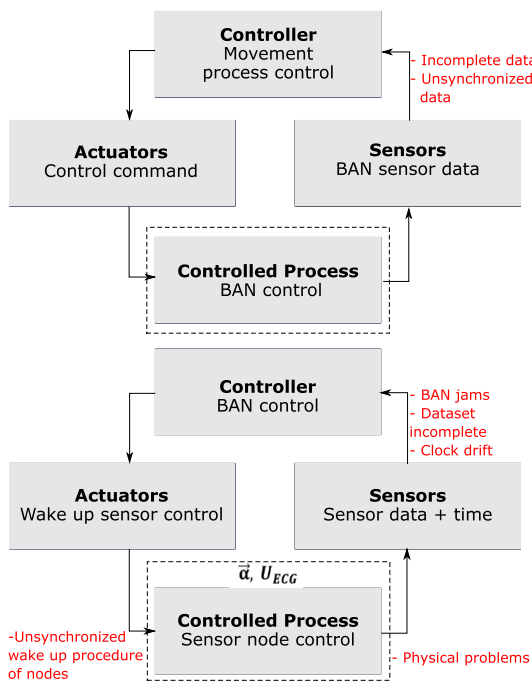 Controller
Movement
process control
- Incomplete data
- Unsynchronized
data
Actuators
Control command
Sensors
BAN sensor data
Controlled Process
BAN control
Controller
BAN control
- BAN jams
- Dataset
incomplete
- Clock drift
Actuators
Wake up sensor control
Sensors
Sensor data + time
α⃗, U_ECG
Controlled Process
Sensor node control
-Unsynchronized
wake up procedure
of nodes
- Physical problems